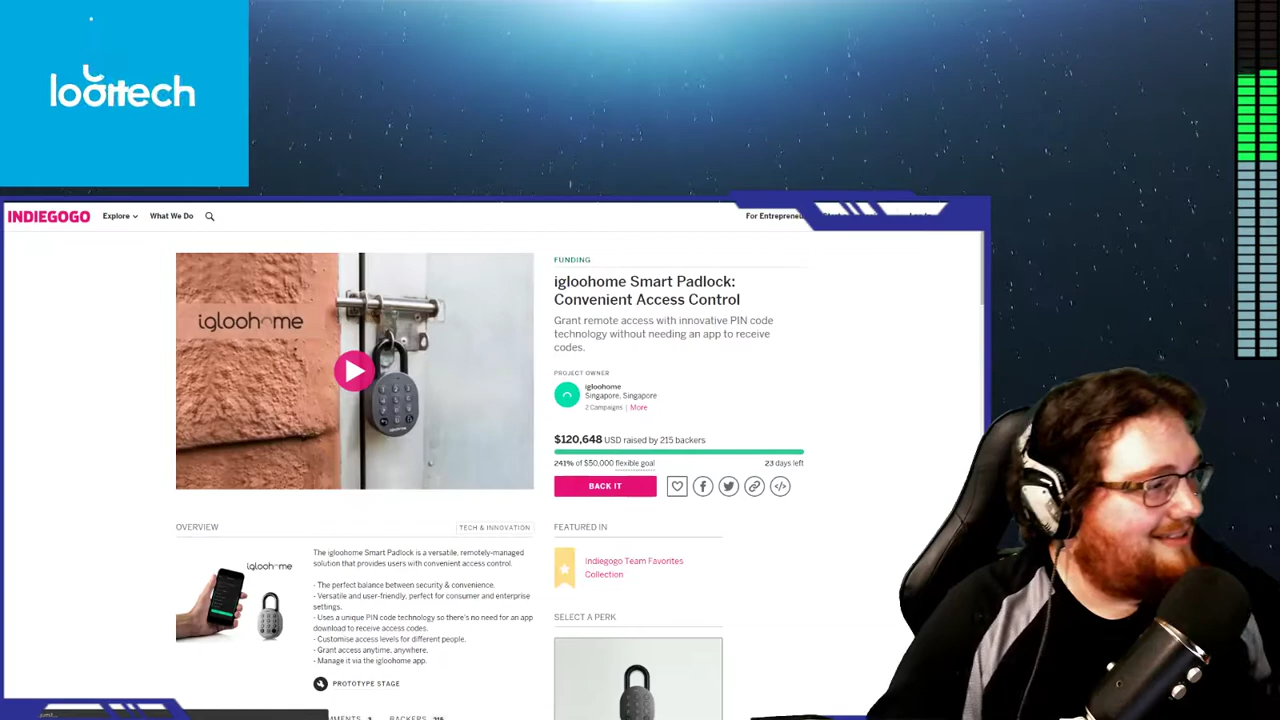 loottech
INDIEGOGO
Explore
What We Do
For Entrepreneu
igloohome
FUNDING
igloohome Smart Padlock:
Convenient Access Control
Grant remote access with innovative PIN code
technology without needing an app to receive
codes.
PROJECT OWNER
igloohome
Singapore, Singapore
2 Campaigns | More
$120,648 USD raised by 215 backers
241% of $50,000 flexible goal
23 days left
BACK IT
OVERVIEW
TECH & INNOVATION
igloohome
The igloohome Smart Padlock is a versatile, remotely-managed
solution that provides users with convenient access control.
- The perfect balance between security & convenience.
- Versatile and user-friendly, perfect for consumer and enterprise
settings.
- Uses a unique PIN code technology so there's no need for an app
download to receive access codes.
- Customise access levels for different people.
- Grant access anytime, anywhere.
- Manage it via the igloohome app.
PROTOTYPE STAGE
FEATURED IN
Indiegogo Team Favorites
Collection
SELECT A PERK